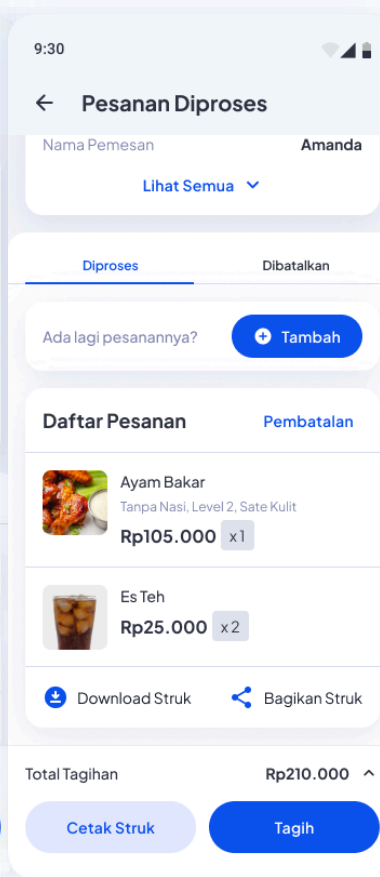 9:30
Pesanan Diproses
Nama Pemesan Amanda
Lihat Semua
Diproses Dibatalkan
Ada lagi pesanannya? Tambah
Daftar Pesanan Pembatalan
Ayam Bakar
Tanpa Nasi, Level 2, Sate Kulit
Rp105.000 x1
Es Teh
Rp25.000 x2
Download Struk Bagikan Struk
Total Tagihan Rp210.000
Cetak Struk Tagih